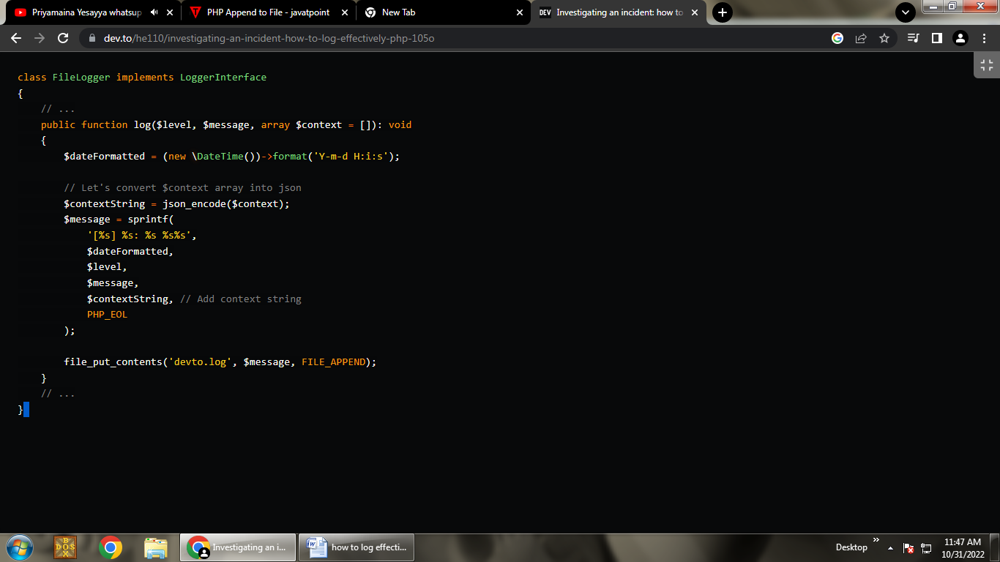 Priyamaina Yesayya whatsup
PHP Append to File - javatpoint
New Tab
DEV Investigating an incident: how to
dev.to/he110/investigating-an-incident-how-to-log-effectively-php-105o
class FileLogger implements LoggerInterface
{
    // ...
    public function log($level, $message, array $context = []): void
    {
        $dateFormatted = (new \DateTime())->format('Y-m-d H:i:s');
        // Let's convert $context array into json
        $contextString = json_encode($context);
        $message = sprintf(
            '[%s] %s: %s %s%s',
            $dateFormatted,
            $level,
            $message,
            $contextString, // Add context string
            PHP_EOL
        );
        file_put_contents('devto.log', $message, FILE_APPEND);
    }
    // ...
}
DOS BOX
Investigating an i...
how to log effecti...
Desktop
11:47 AM
10/31/2022